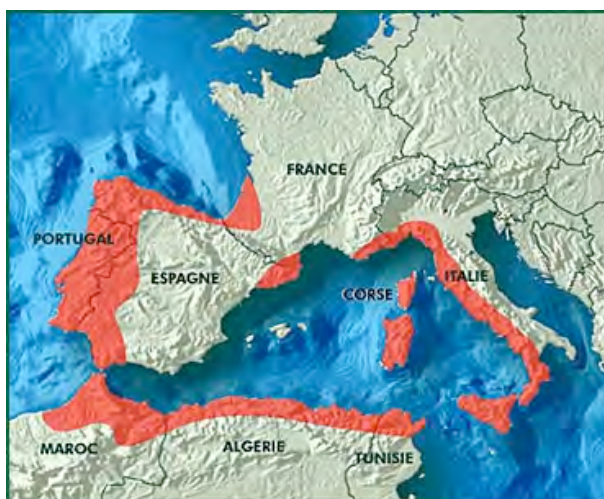 FRANCE
PORTUGAL
ESPAGNE
CORSE
ITALIE
MAROC
ALGERIE
TUNISIE